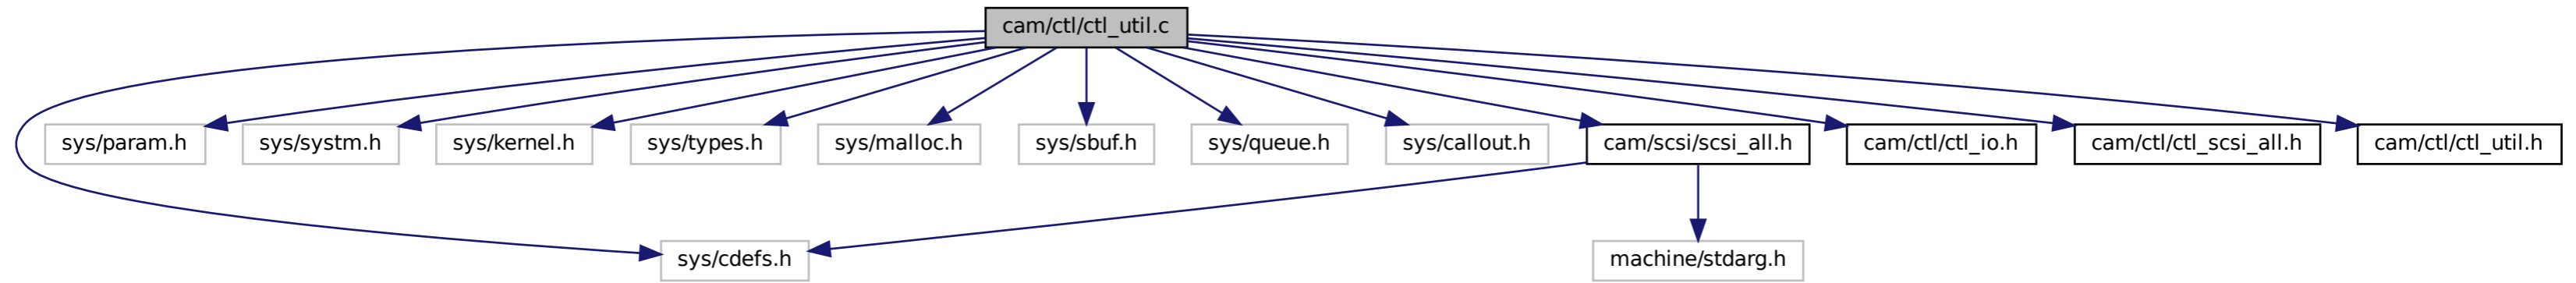 cam/ctl/ctl_util.c
sys/param.h
sys/systm.h
sys/kernel.h
sys/types.h
sys/malloc.h
sys/sbuf.h
sys/queue.h
sys/callout.h
cam/scsi/scsi_all.h
cam/ctl/ctl_io.h
cam/ctl/ctl_scsi_all.h
cam/ctl/ctl_util.h
sys/cdefs.h
machine/stdarg.h